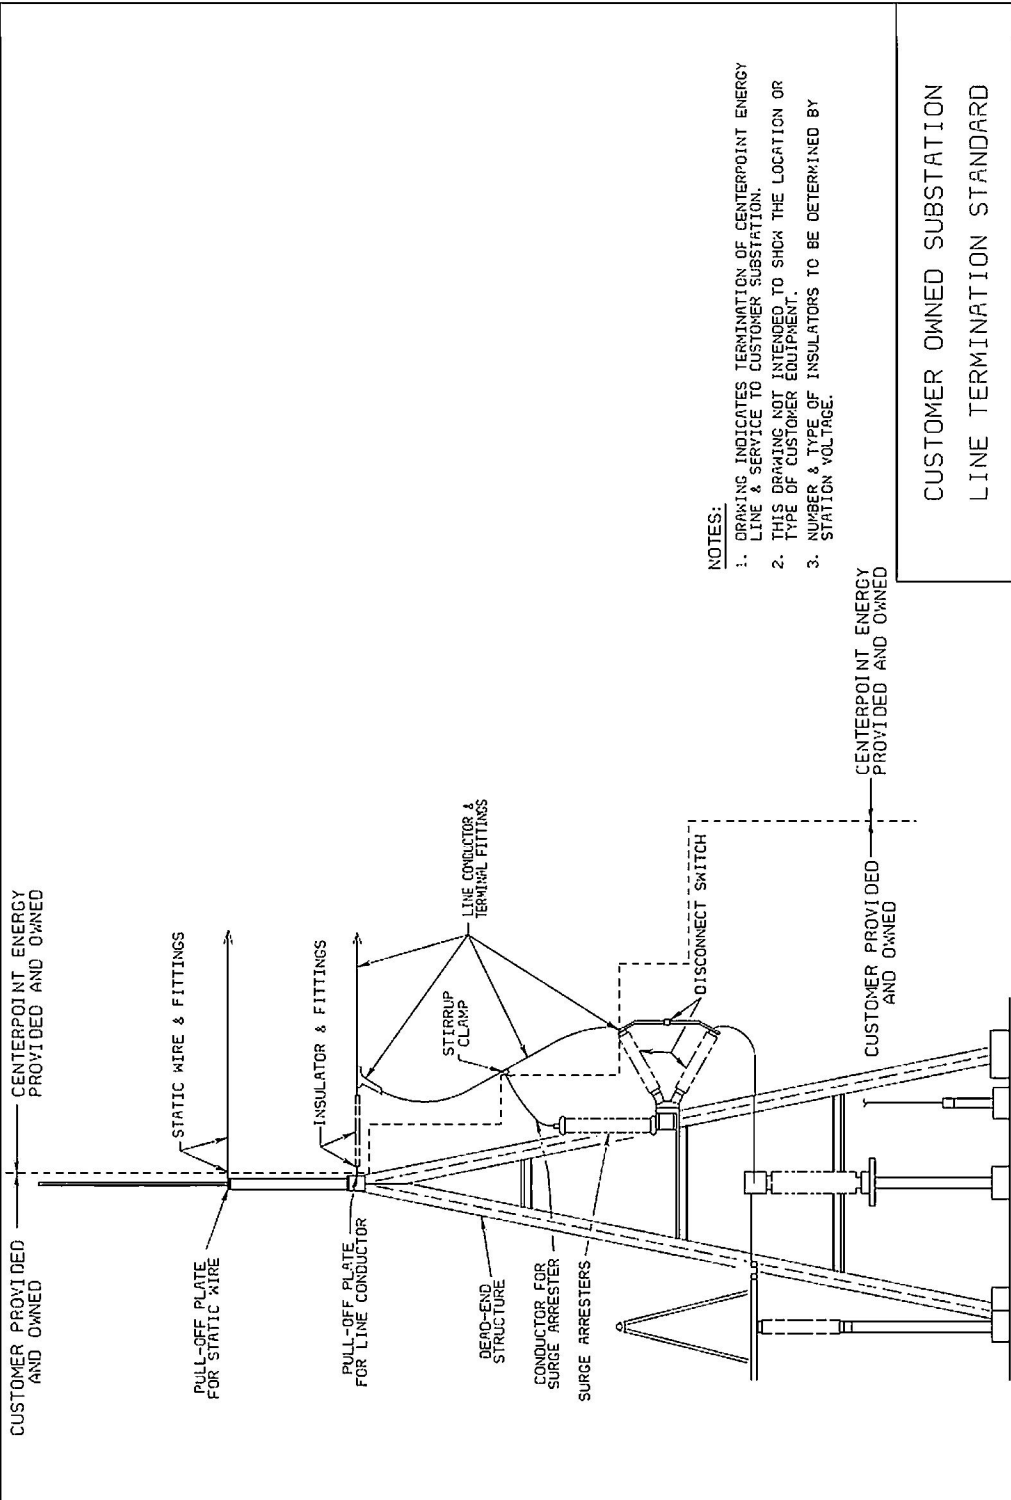 CUSTOMER PROVIDED
AND OWNED
CENTERPOINT ENERGY
PROVIDED AND OWNED
STATIC WIRE & FITTINGS
PULL-OFF PLATE
FOR STATIC WIRE
INSULATOR & FITTINGS
PULL-OFF PLATE
FOR LINE CONDUCTOR
LINE CONDUCTOR &
TERMINAL FITTINGS
STIRRUP
CLAMP
DEAD-END
STRUCTURE
CONDUCTOR FOR
SURGE ARRESTER
SURGE ARRESTERS
DISCONNECT SWITCH
CENTERPOINT ENERGY
PROVIDED AND OWNED
CUSTOMER PROVIDED
AND OWNED
NOTES:
1. DRAWING INDICATES TERMINATION OF CENTERPOINT ENERGY
LINE & SERVICE TO CUSTOMER SUBSTATION.
2. THIS DRAWING NOT INTENDED TO SHOW THE LOCATION OR
TYPE OF CUSTOMER EQUIPMENT.
3. NUMBER & TYPE OF INSULATORS TO BE DETERMINED BY
STATION VOLTAGE.
CUSTOMER OWNED SUBSTATION
LINE TERMINATION STANDARD